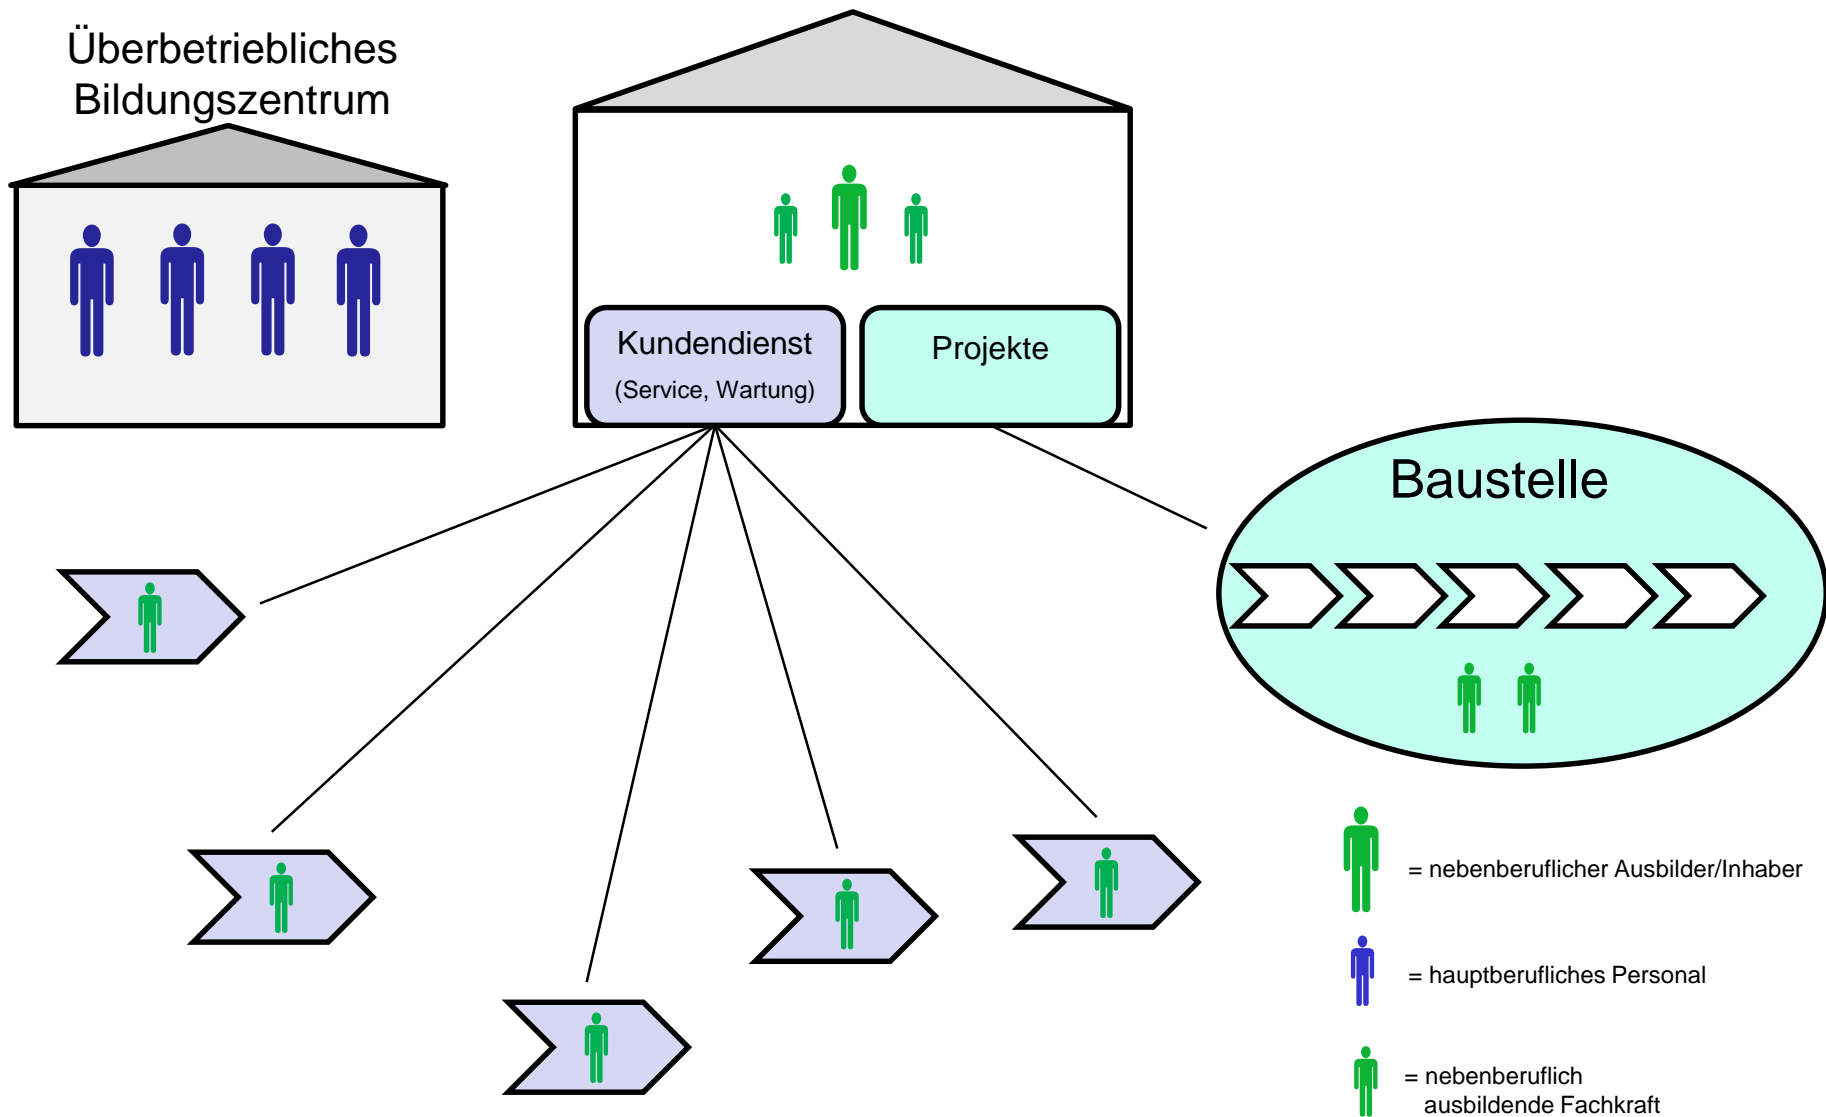 Überbetriebliches
Bildungszentrum
Kundendienst
(Service, Wartung)
Projekte
Baustelle
= nebenberuflicher Ausbilder/Inhaber
= hauptberufliches Personal
= nebenberuflich
ausbildende Fachkraft